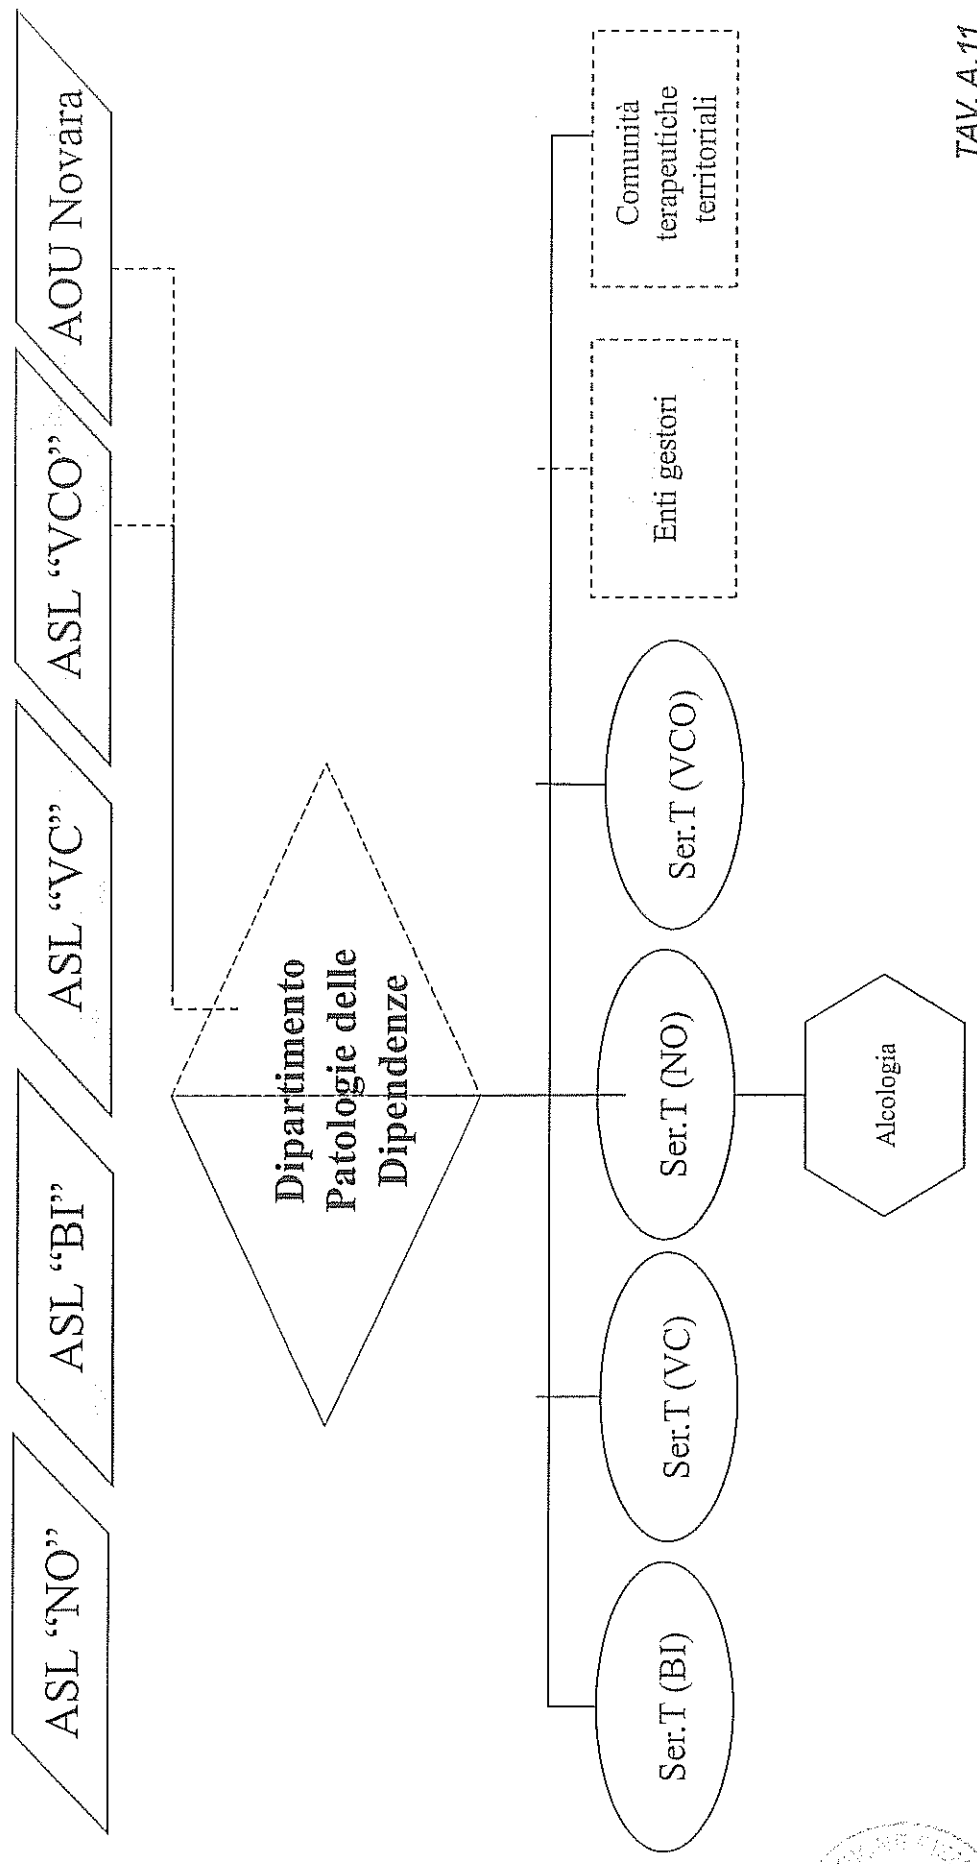 ASL “NO”
ASL “BI”
ASL “VC”
ASL “VCO”
AOU Novara
Dipartimento
Patologie delle
Dipendenze
Ser.T (BI)
Ser.T (VC)
Ser.T (NO)
Ser.T (VCO)
Enti gestori
Comunità
terapeutiche
territoriali
Alcologia
TAV. A.11